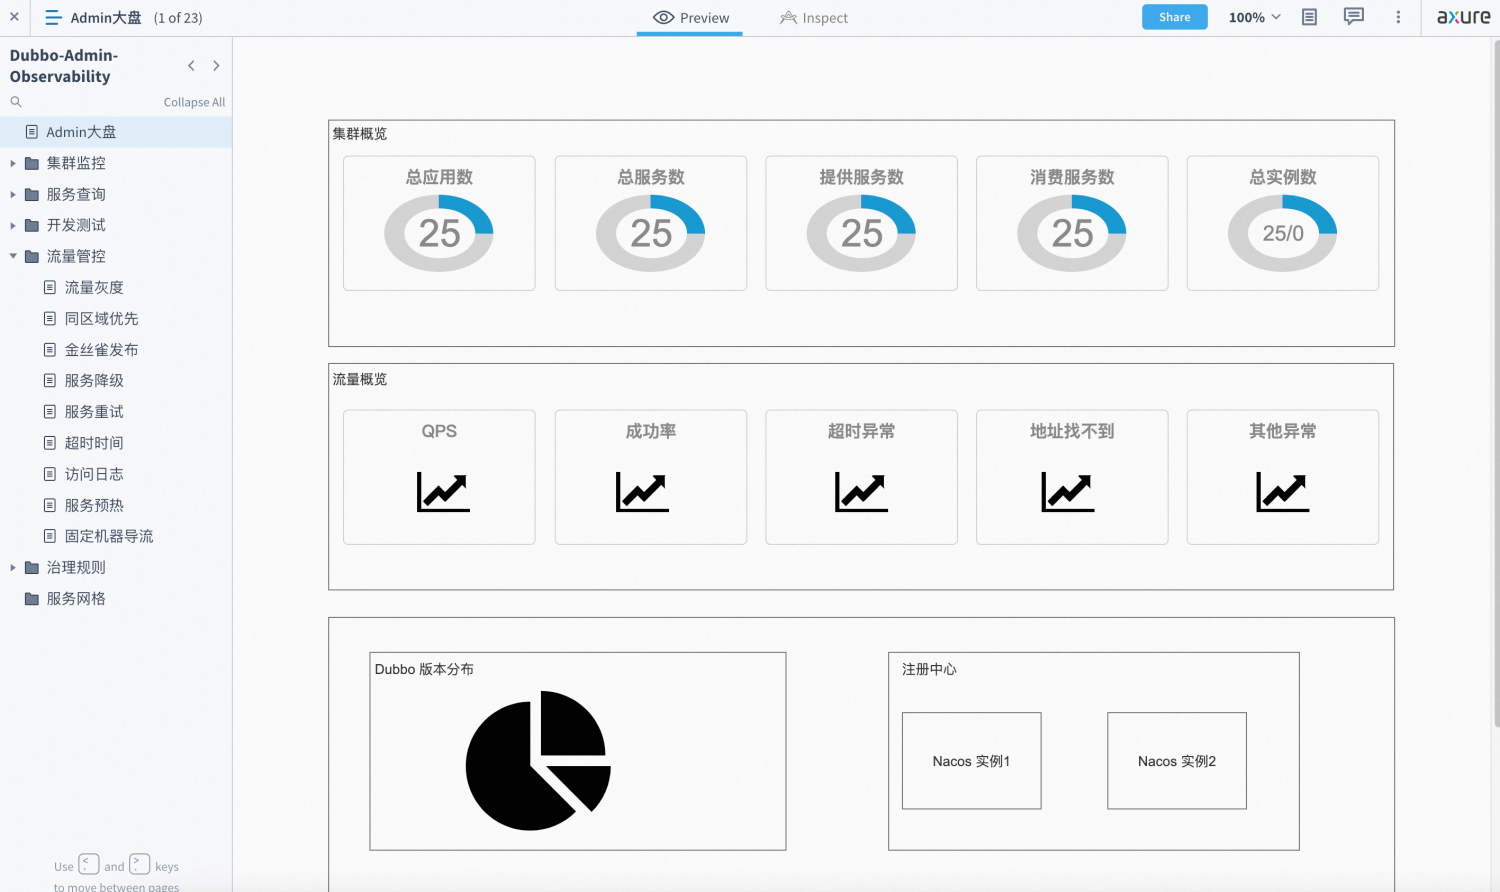 Admin大盘 (1 of 23)
Preview
Inspect
Share
100%
axure
Dubbo-Admin-
Observability
Collapse All
Admin大盘
集群监控
服务查询
开发测试
流量管控
流量灰度
同区域优先
金丝雀发布
服务降级
服务重试
超时时间
访问日志
服务预热
固定机器导流
治理规则
服务网格
Use < , and > . keys
to move between pages
集群概览
总应用数
25
总服务数
25
提供服务数
25
消费服务数
25
总实例数
25/0
流量概览
QPS
成功率
超时异常
地址找不到
其他异常
Dubbo 版本分布
注册中心
Nacos 实例1
Nacos 实例2